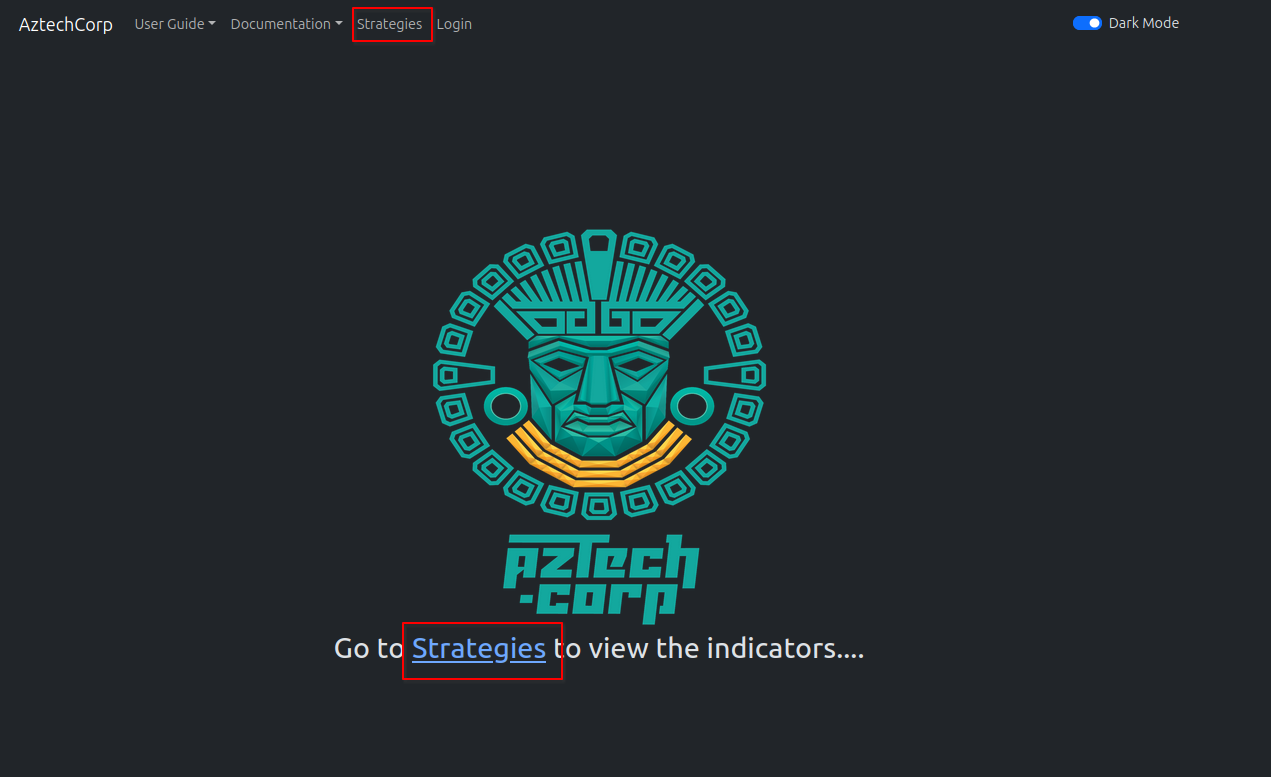 AztechCorp User Guide Documentation Strategies Login Dark Mode
aztech
-corp
Go to Strategies to view the indicators....